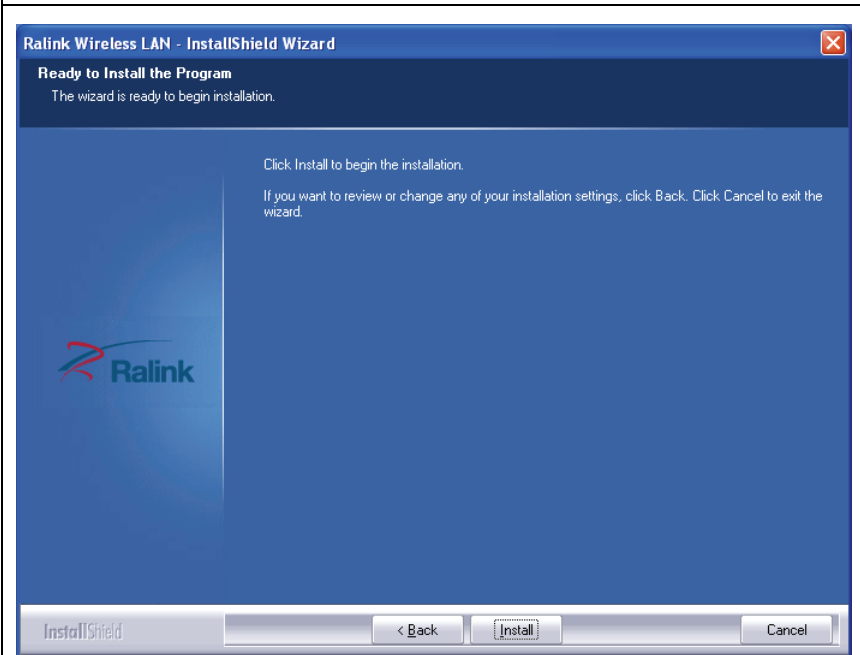 Ralink Wireless LAN - InstallShield Wizard
Ready to Install the Program
The wizard is ready to begin installation.
Click Install to begin the installation.
If you want to review or change any of your installation settings, click Back. Click Cancel to exit the
wizard.
Ralink
InstallShield
< Back
Install
Cancel